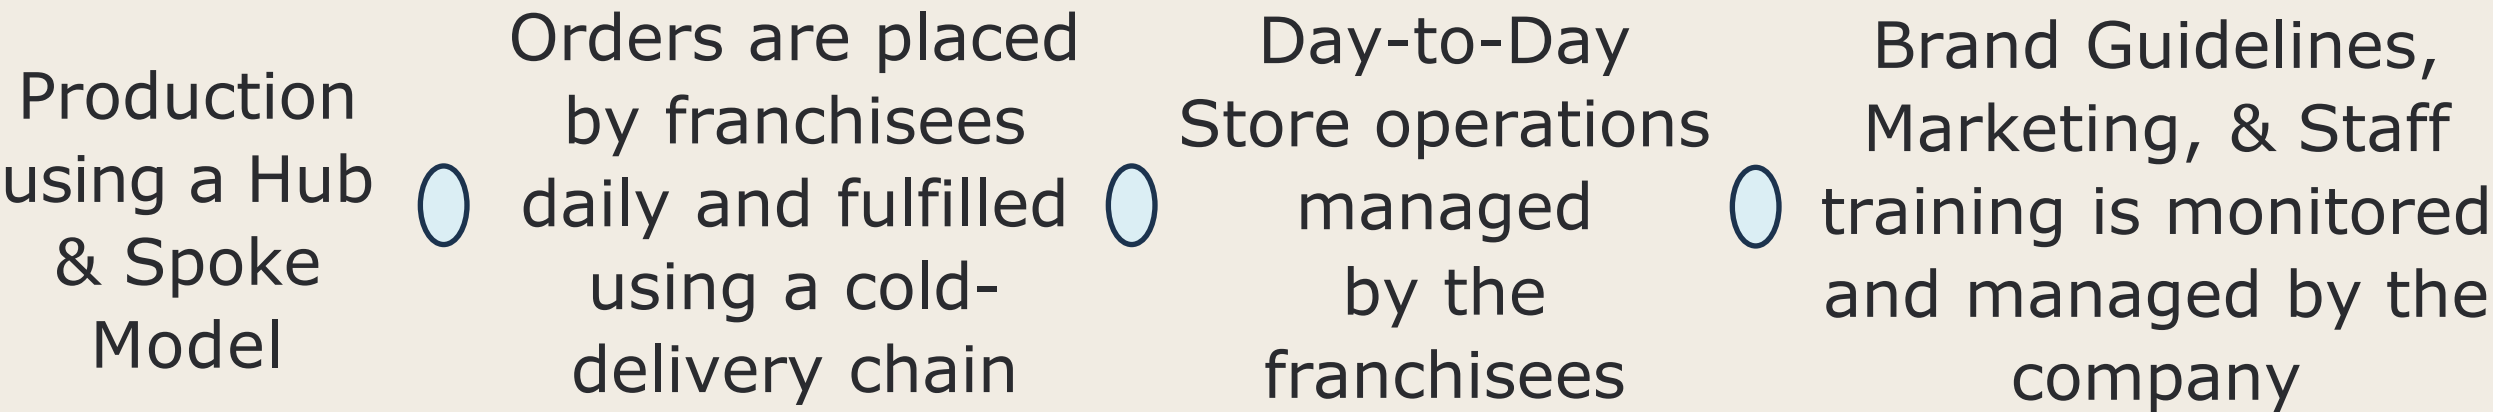 Production
using a Hub
& Spoke
Model
Orders are placed
by franchisees
daily and fulfilled
using a cold-
delivery chain
Day-to-Day
Store operations
managed
by the
franchisees
Brand Guidelines,
Marketing, & Staff
training is monitored
and managed by the
company